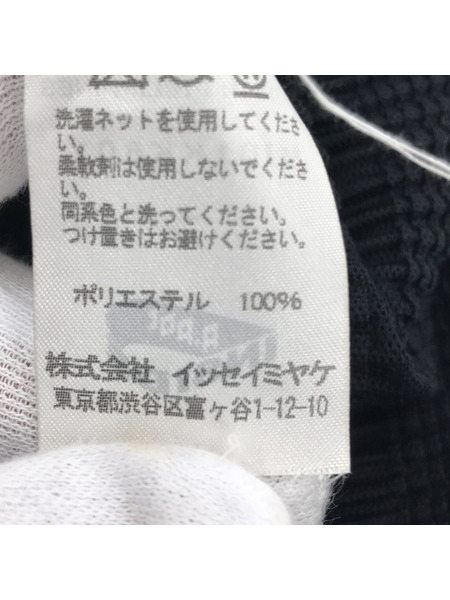 洗濯ネットを使用してくださ
い。
柔軟剤は使用しないでくださ
い。
同系色と洗ってください。
つけ置きはお避けください。
ポリエステル 100%
株式会社 イッセイミヤケ
東京都渋谷区富ヶ谷1-12-10